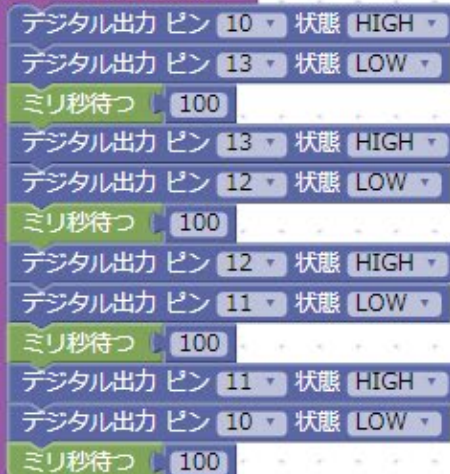 デジタル出力 ピン 10 状態 HIGH
デジタル出力 ピン 13 状態 LOW
ミリ秒待つ 100
デジタル出力 ピン 13 状態 HIGH
デジタル出力 ピン 12 状態 LOW
ミリ秒待つ 100
デジタル出力 ピン 12 状態 HIGH
デジタル出力 ピン 11 状態 LOW
ミリ秒待つ 100
デジタル出力 ピン 11 状態 HIGH
デジタル出力 ピン 10 状態 LOW
ミリ秒待つ 100